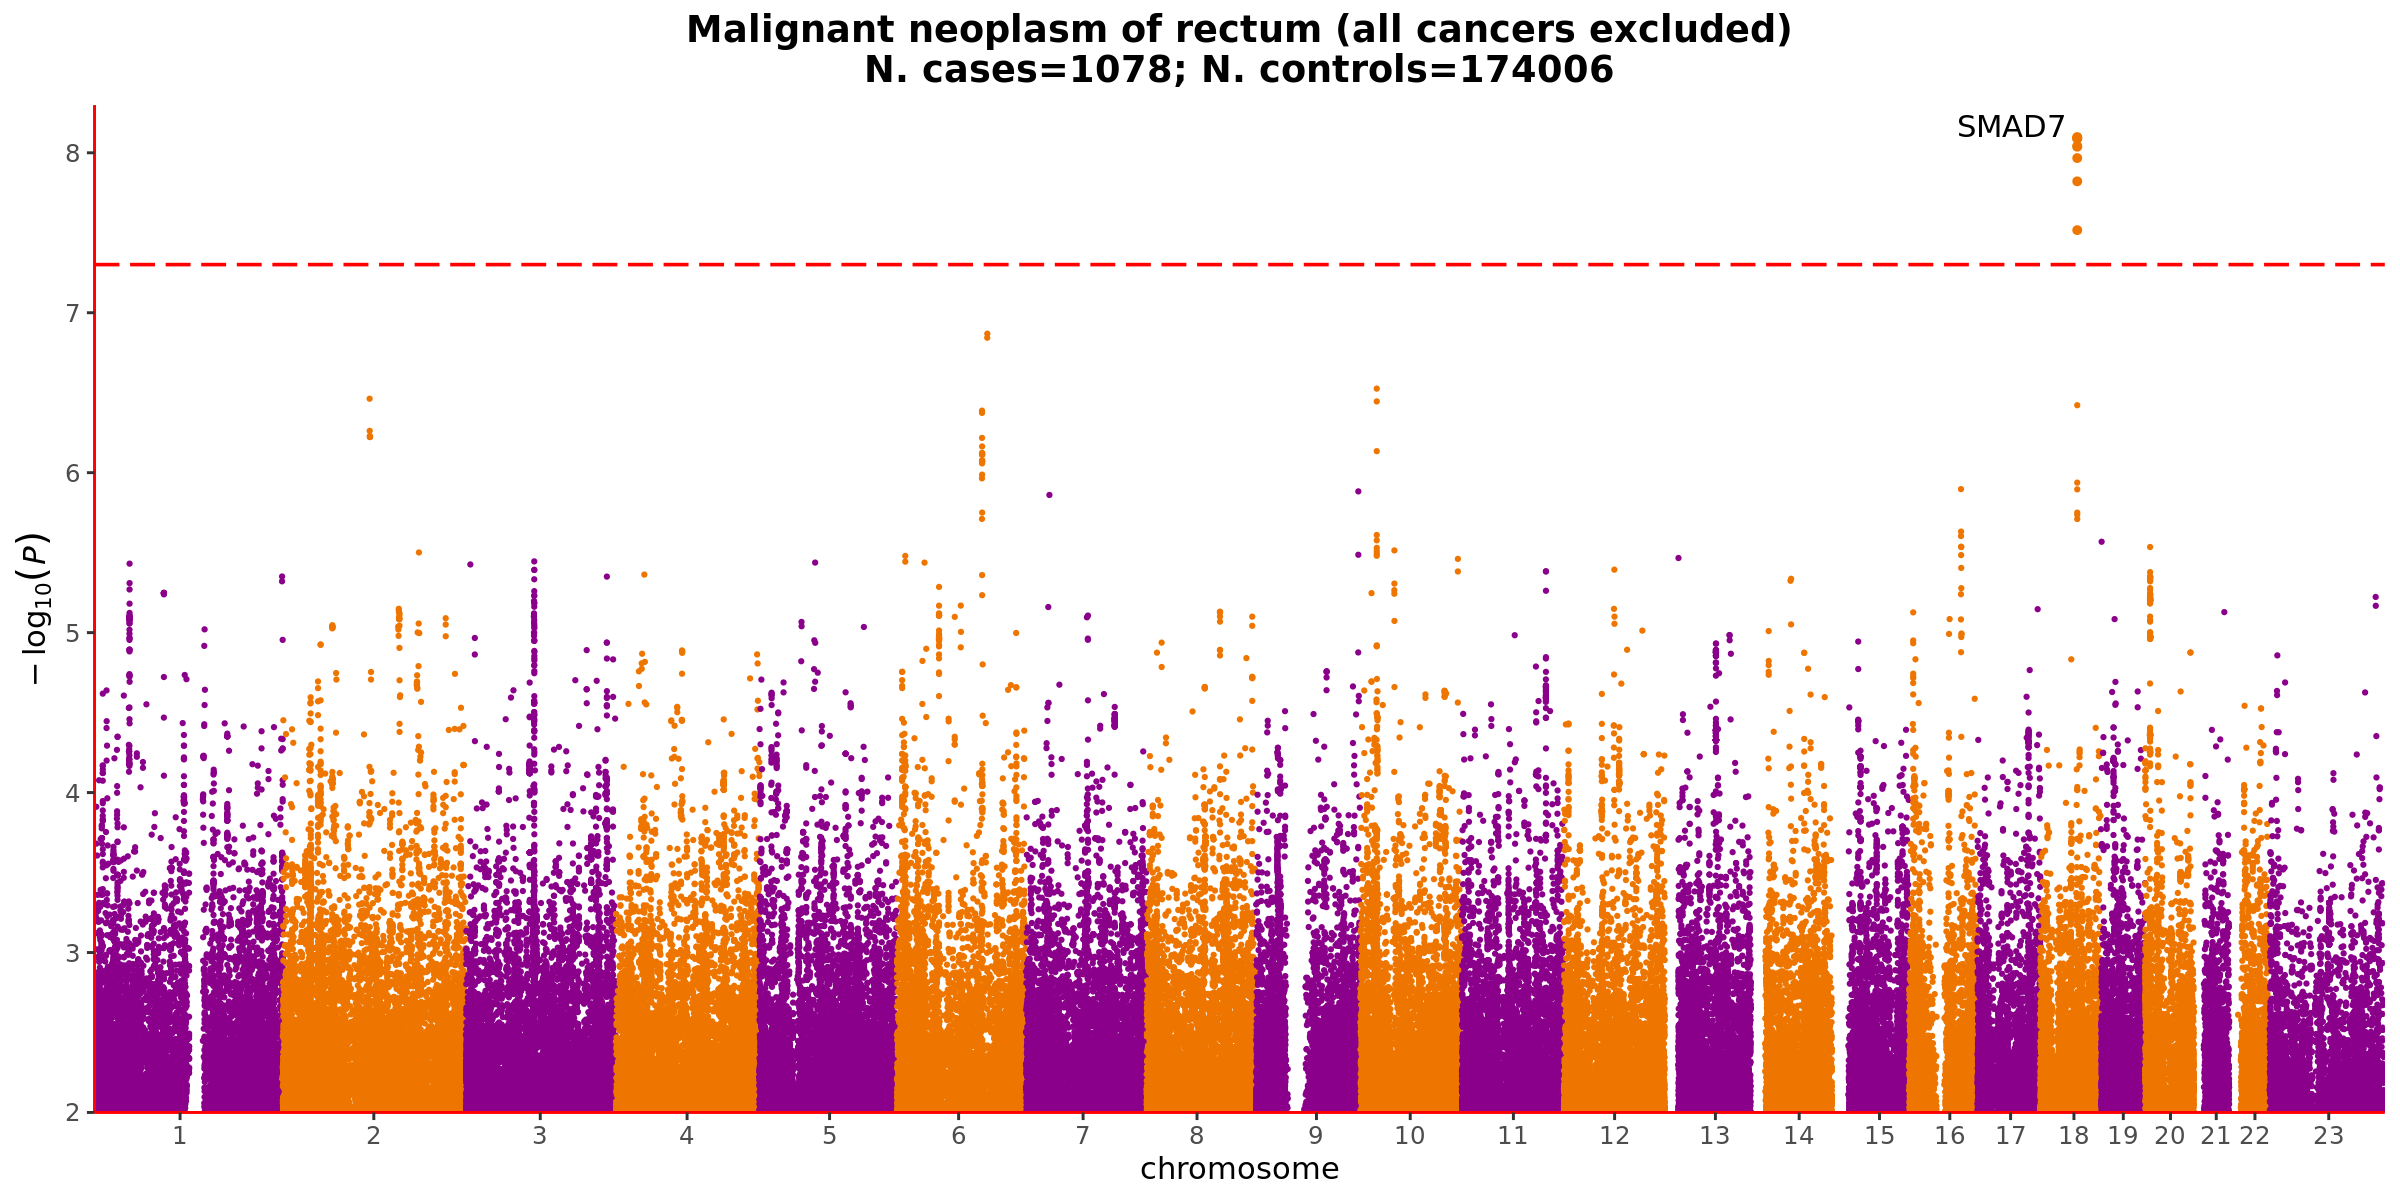 Malignant neoplasm of rectum (all cancers excluded)
N. cases=1078; N. controls=174006
SMAD7
8
7
6
5
4
3
2
−log10(P)
1 2 3 4 5 6 7 8 9 10 11 12 13 14 15 16 17 18 19 20 21 22 23
chromosome